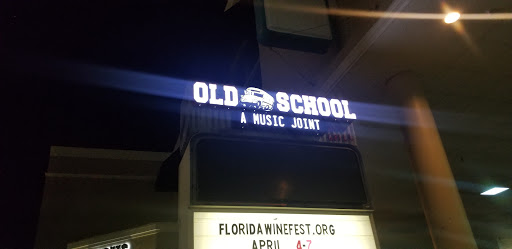 OLD SCHOOL
A MUSIC JOINT
FLORIDAWINEFEST.ORG
APRIL 4-7